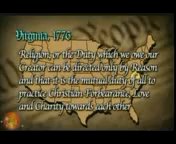 Virginia, 1776
"Religion, or the Duty which we owe our
Creator can be directed only by Reason
and that it is the mutual duty of all to
practice Christian Forbearance, Love
and Charity towards each other